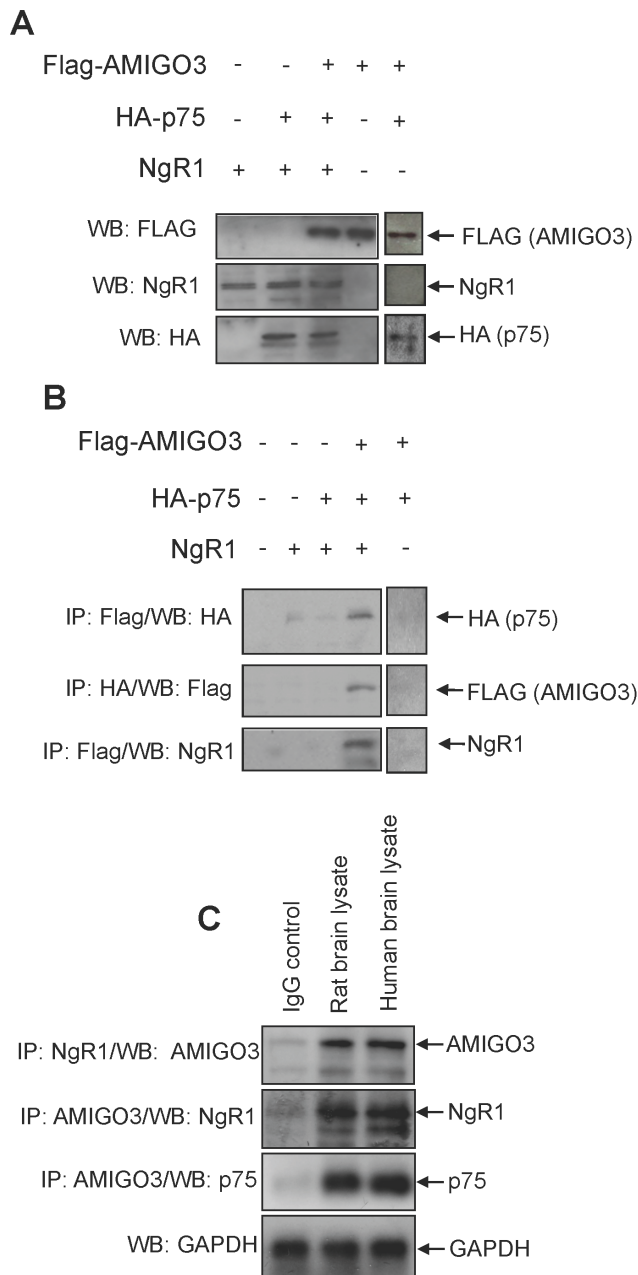 A
Flag-AMIGO3 - - + + +
HA-p75 - + + - +
NgR1 + + + - -
WB: FLAG FLAG (AMIGO3)
WB: NgR1 NgR1
WB: HA HA (p75)
B
Flag-AMIGO3 - - - + +
HA-p75 - - + + +
NgR1 - + + + -
IP: Flag/WB: HA HA (p75)
IP: HA/WB: Flag FLAG (AMIGO3)
IP: Flag/WB: NgR1 NgR1
C
IgG control
Rat brain lysate
Human brain lysate
IP: NgR1/WB: AMIGO3 AMIGO3
IP: AMIGO3/WB: NgR1 NgR1
IP: AMIGO3/WB: p75 p75
WB: GAPDH GAPDH